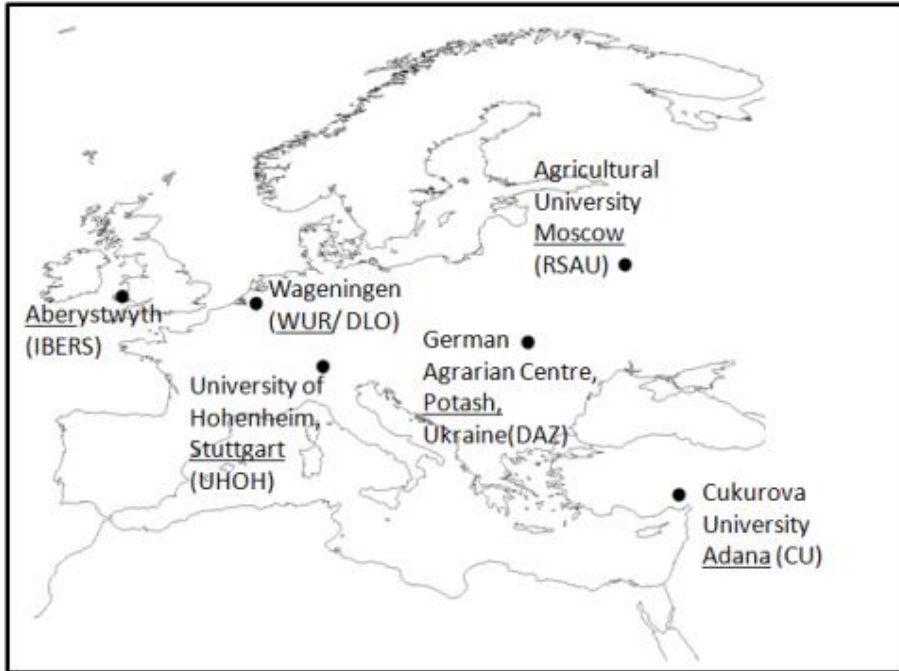 Agricultural
University
Moscow
(RSAU)
Wageningen
(WUR/ DLO)
Aberystwyth
(IBERS)
German
Agrarian Centre,
Potash,
Ukraine(DAZ)
University of
Hohenheim,
Stuttgart
(UHOH)
Cukurova
University
Adana (CU)